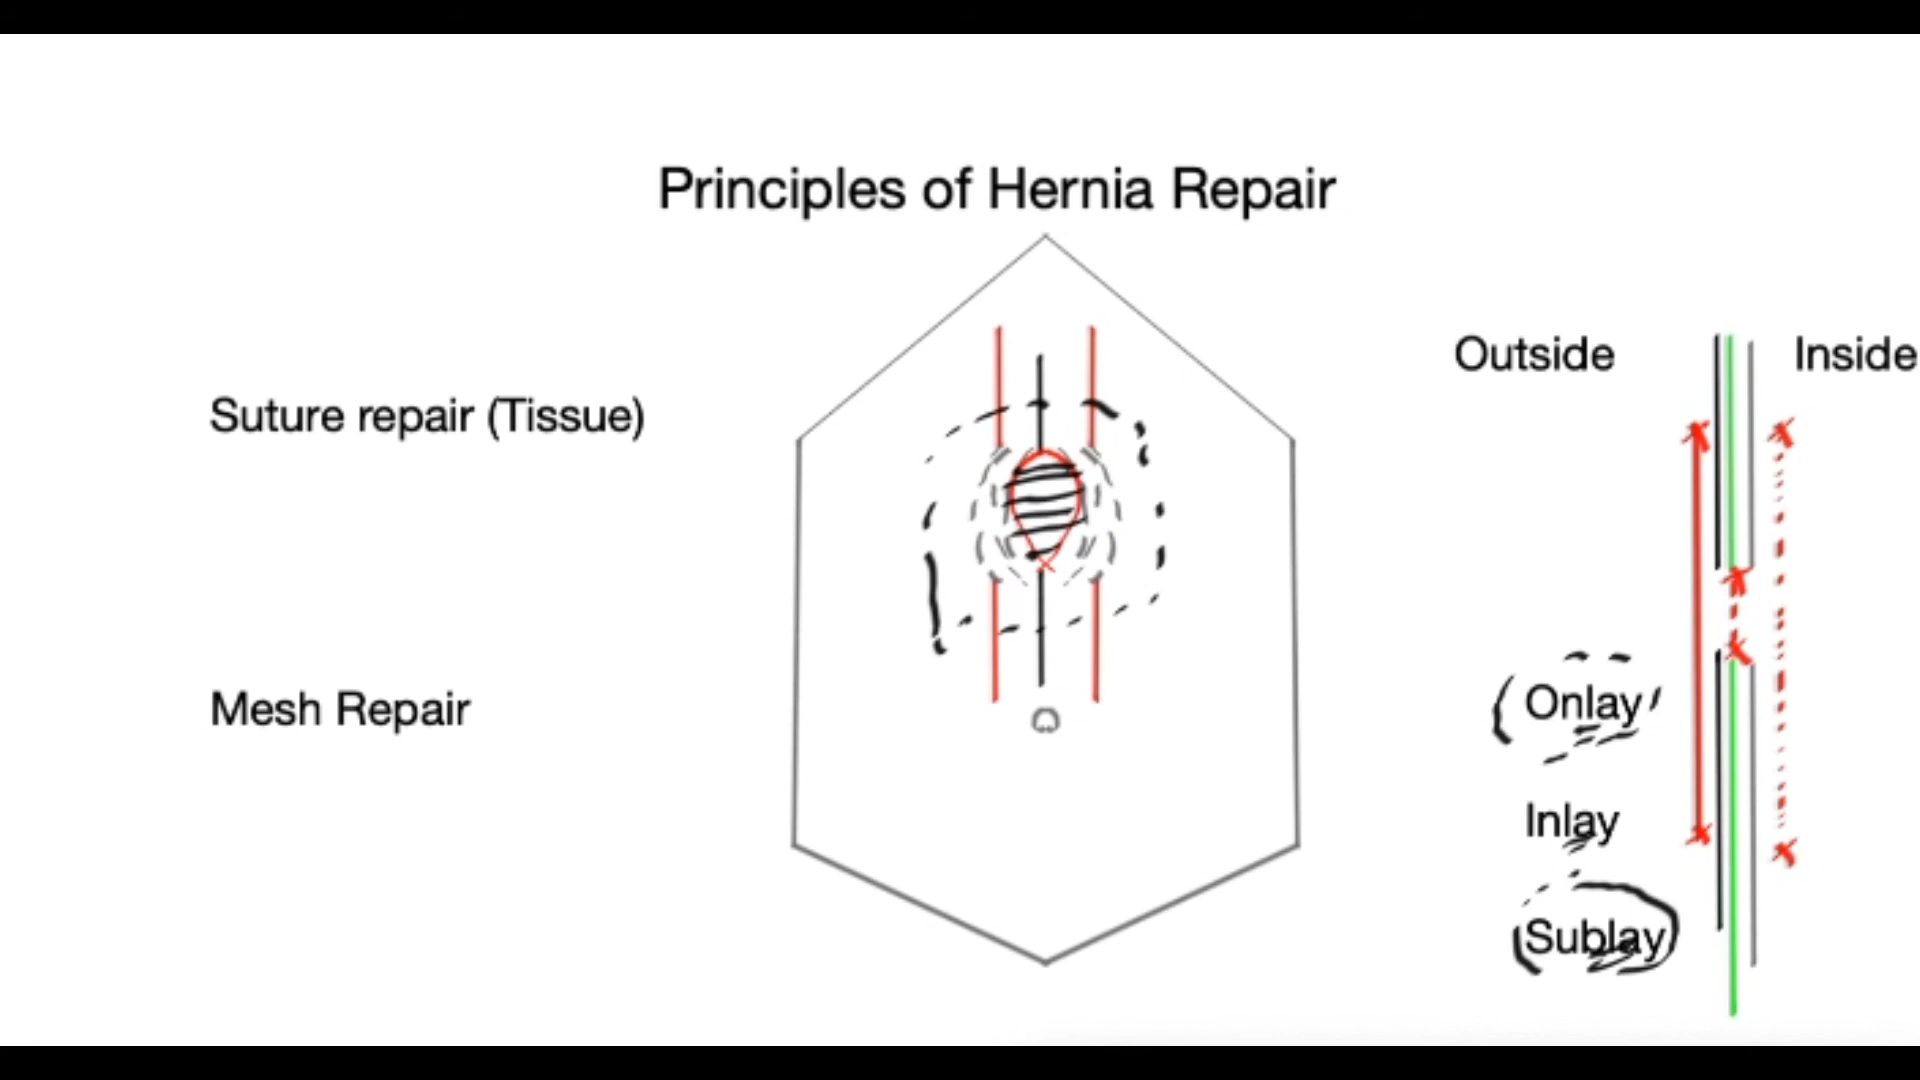 Principles of Hernia Repair
Suture repair (Tissue)
Mesh Repair
Outside
Inside
Onlay
Inlay
Sublay